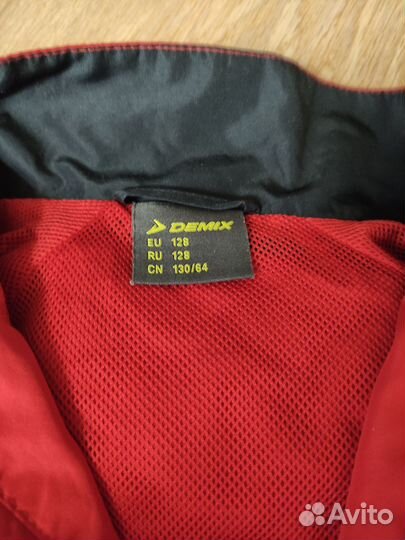 DEMIX
EU 128
RU 128
CN 130/64
Avito